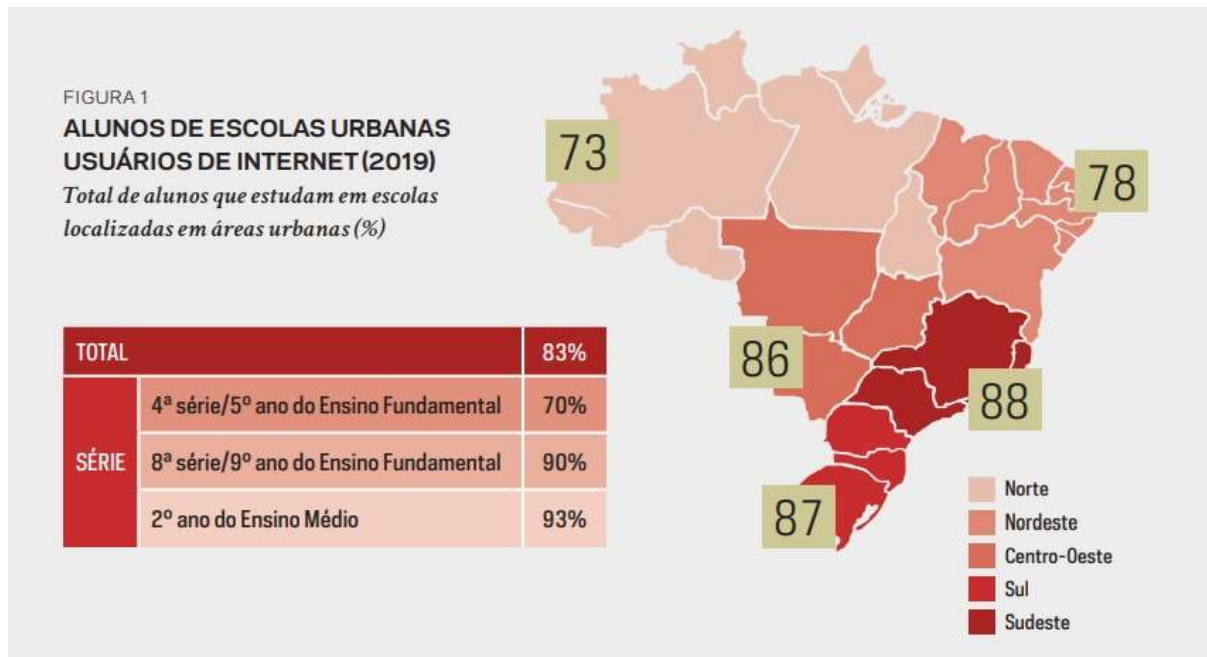 FIGURA 1
ALUNOS DE ESCOLAS URBANAS
USUÁRIOS DE INTERNET (2019)
Total de alunos que estudam em escolas
localizadas em áreas urbanas (%)
73
78
86
88
87
TOTAL 83%
SÉRIE
4ª série/5º ano do Ensino Fundamental 70%
8ª série/9º ano do Ensino Fundamental 90%
2º ano do Ensino Médio 93%
Norte
Nordeste
Centro-Oeste
Sul
Sudeste